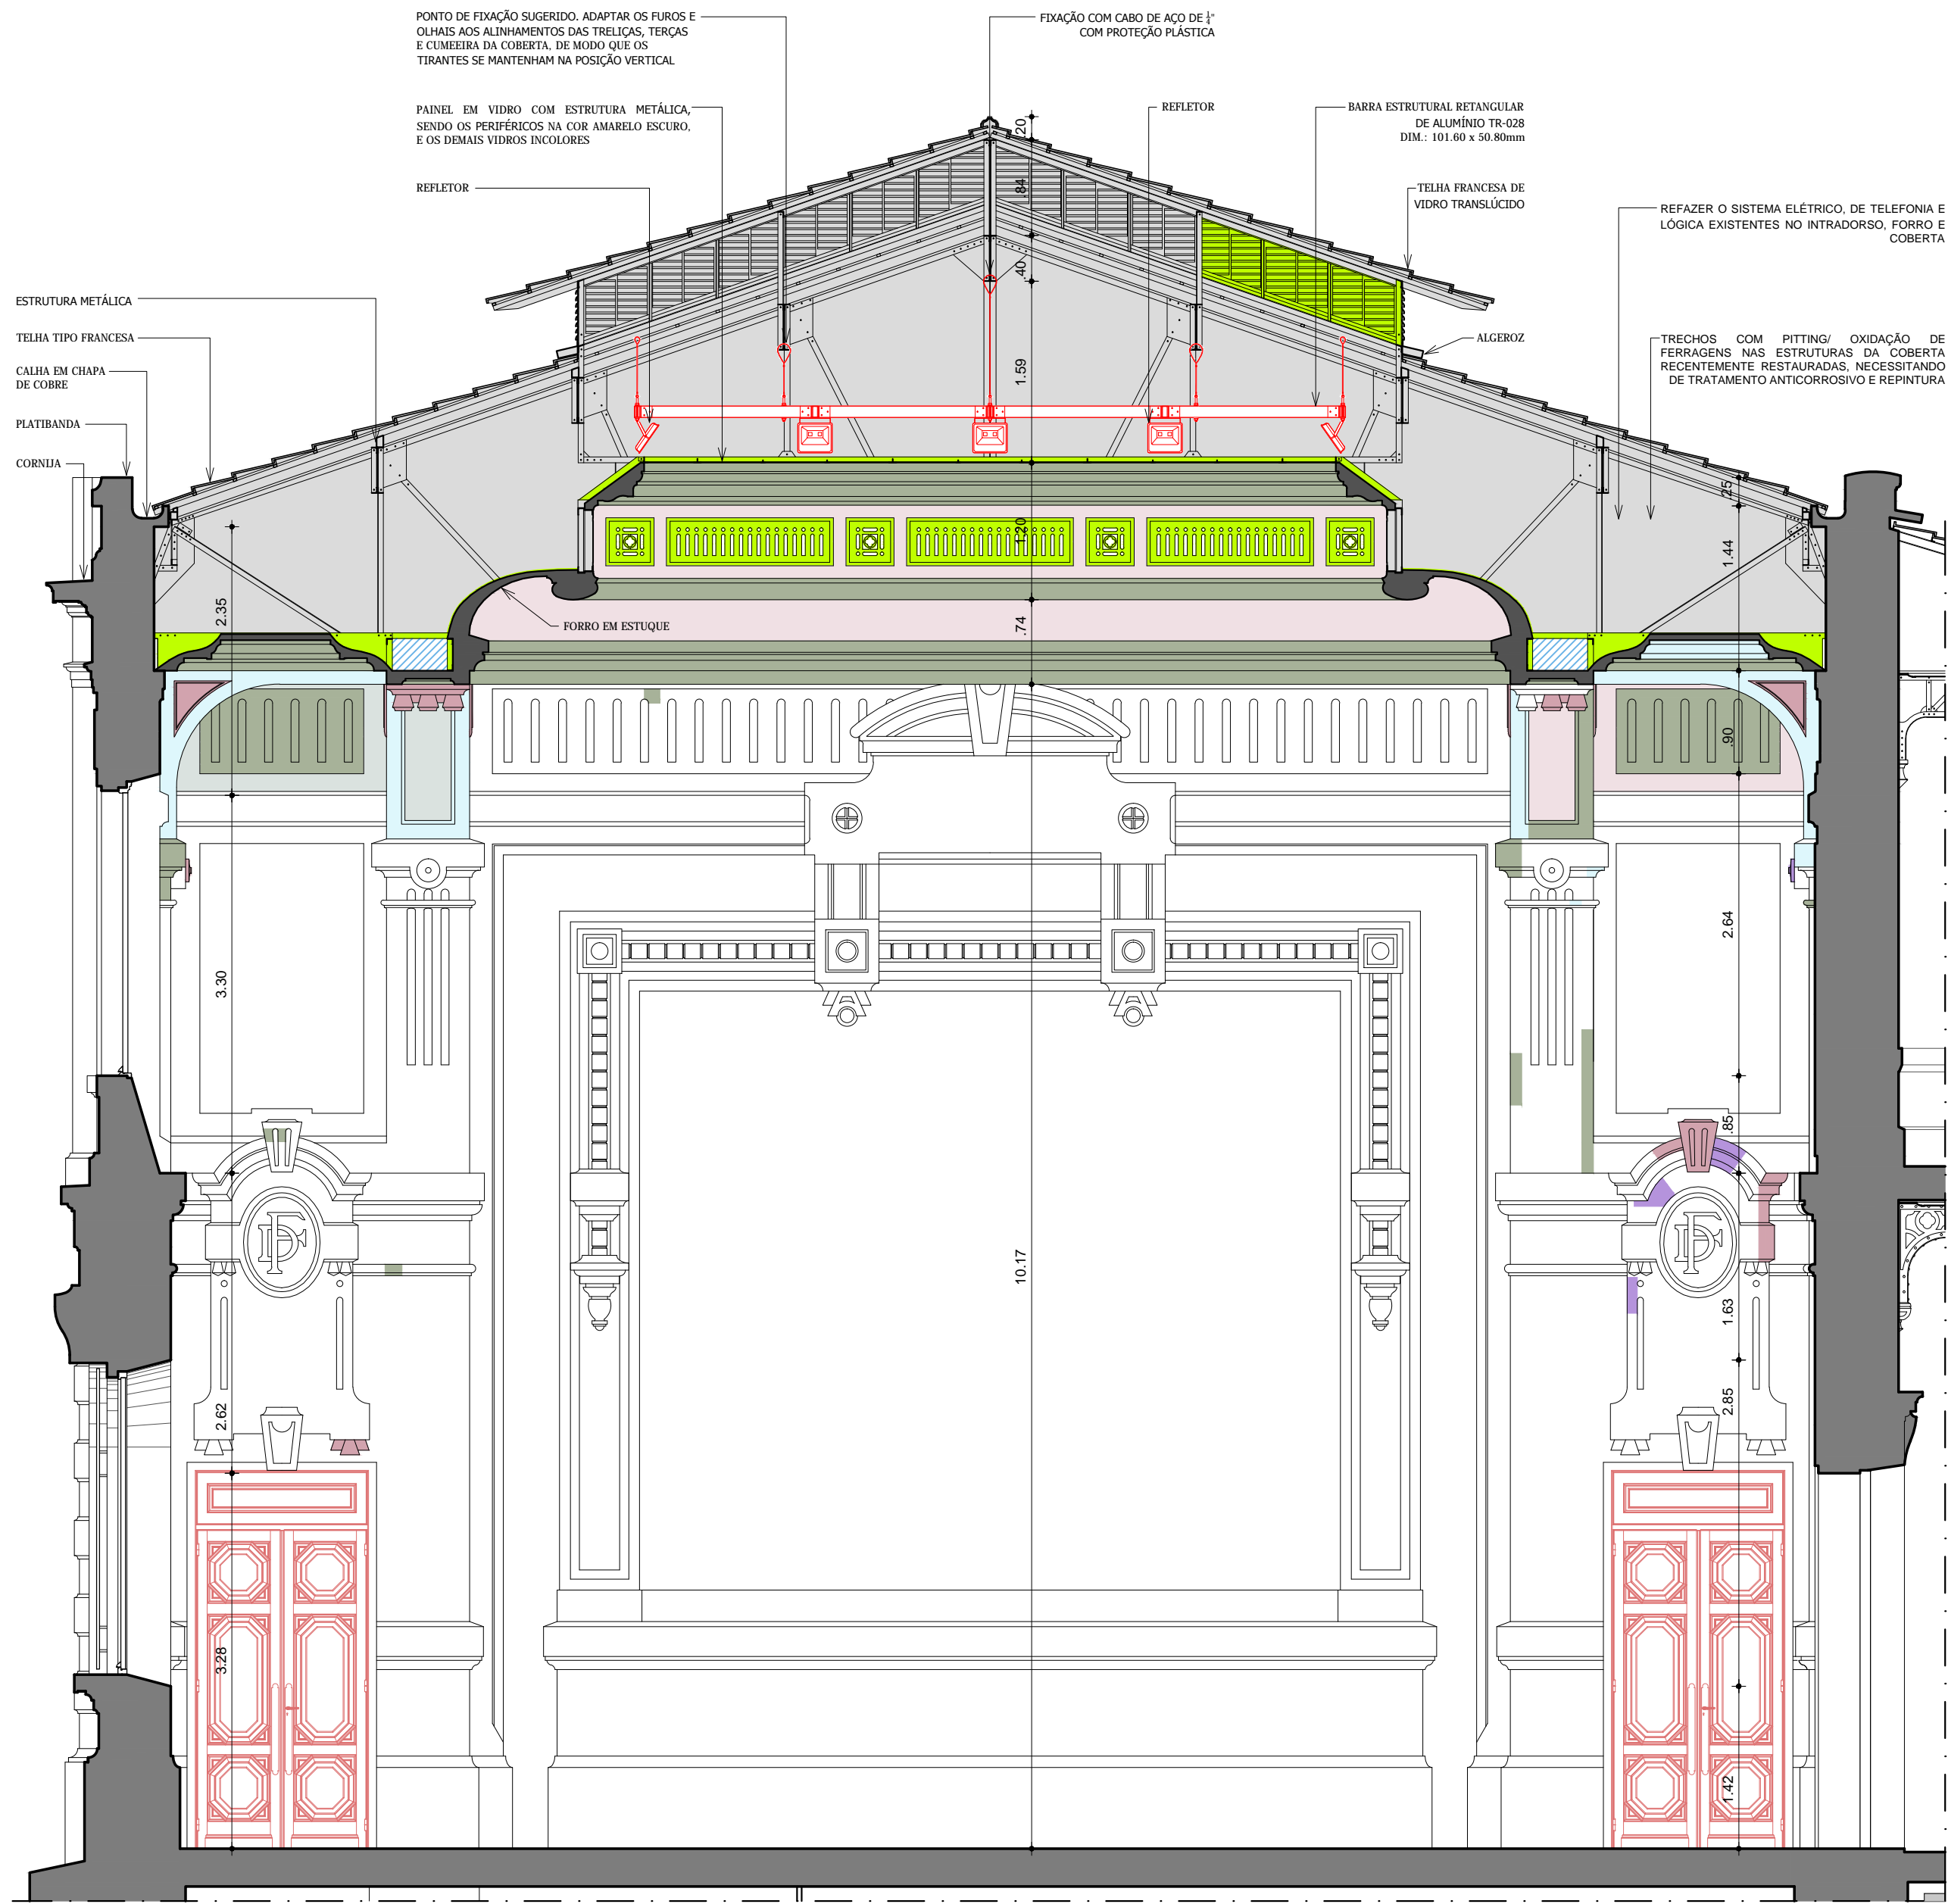 PONTO DE FIXAÇÃO SUGERIDO. ADAPTAR OS FUROS E
OLHAIS AOS ALINHAMENTOS DAS TRELIÇAS, TERÇAS
E CUMEEIRA DA COBERTA, DE MODO QUE OS
TIRANTES SE MANTENHAM NA POSIÇÃO VERTICAL
FIXAÇÃO COM CABO DE AÇO DE 1/4"
COM PROTEÇÃO PLÁSTICA
PAINEL EM VIDRO COM ESTRUTURA METÁLICA,
SENDO OS PERIFÉRICOS NA COR AMARELO ESCURO,
E OS DEMAIS VIDROS INCOLORES
REFLETOR
BARRA ESTRUTURAL RETANGULAR
DE ALUMÍNIO TR-028
DIM.: 101.60 x 50.80mm
REFLETOR
TELHA FRANCESA DE
VIDRO TRANSLÚCIDO
REFAZER O SISTEMA ELÉTRICO, DE TELEFONIA E
LÓGICA EXISTENTES NO INTRADORSO, FORRO E
COBERTA
ESTRUTURA METÁLICA
TELHA TIPO FRANCESA
CALHA EM CHAPA
DE COBRE
PLATIBANDA
CORNIJA
ALGEROZ
TRECHOS COM PITTING/ OXIDAÇÃO DE
FERRAGENS NAS ESTRUTURAS DA COBERTA
RECENTEMENTE RESTAURADAS, NECESSITANDO
DE TRATAMENTO ANTICORROSIVO E REPINTURA
FORRO EM ESTUQUE
.20
.84
.40
1.59
1.20
.74
10.17
2.35
3.30
2.62
3.28
.25
1.44
.90
2.64
.85
1.63
2.85
1.42